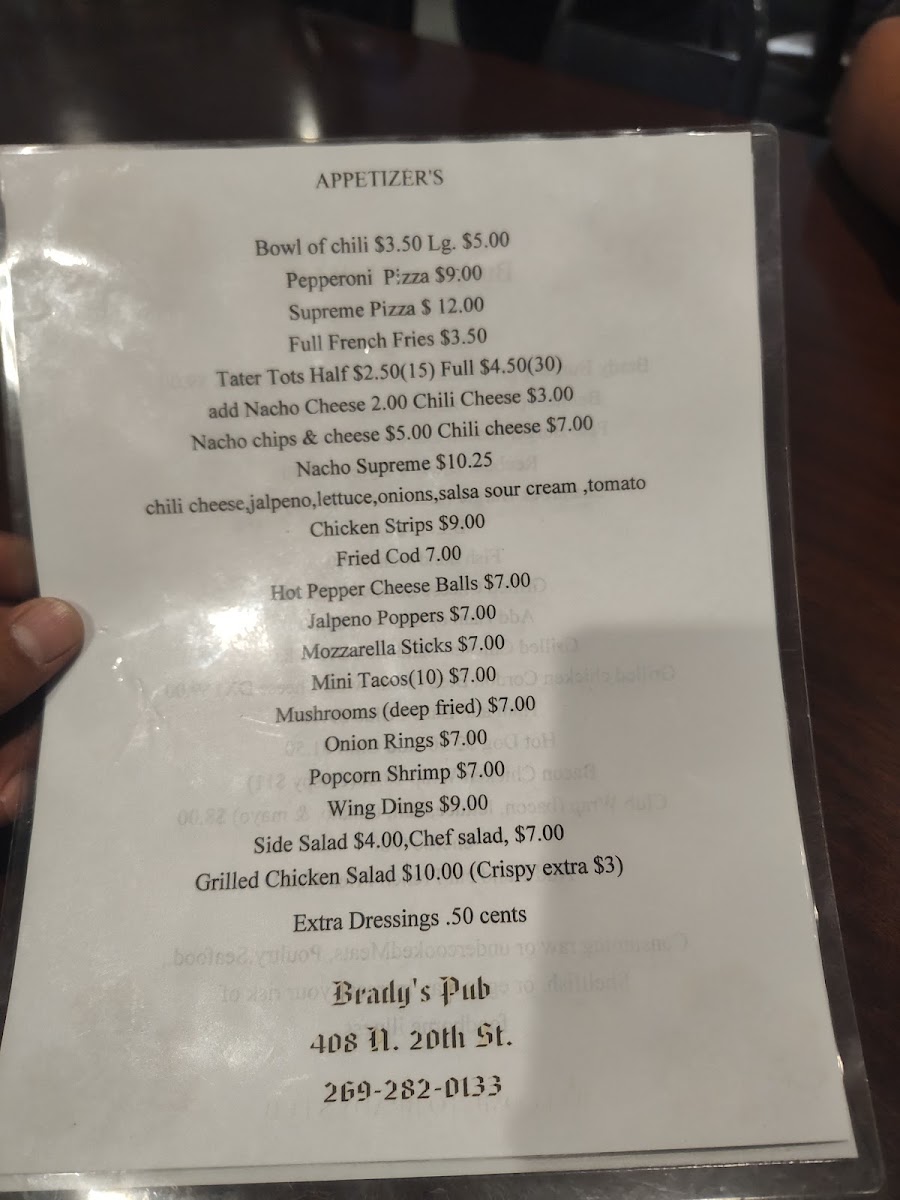 APPETIZER'S
Bowl of chili $3.50 Lg. $5.00
Pepperoni Pizza $9.00
Supreme Pizza $ 12.00
Full French Fries $3.50
Tater Tots Half $2.50(15) Full $4.50(30)
add Nacho Cheese 2.00 Chili Cheese $3.00
Nacho chips & cheese $5.00 Chili cheese $7.00
Nacho Supreme $10.25
chili cheese,jalpeno,lettuce,onions,salsa sour cream ,tomato
Chicken Strips $9.00
Fried Cod 7.00
Hot Pepper Cheese Balls $7.00
Jalpeno Poppers $7.00
Mozzarella Sticks $7.00
Mini Tacos(10) $7.00
Mushrooms (deep fried) $7.00
Onion Rings $7.00
Popcorn Shrimp $7.00
Wing Dings $9.00
Side Salad $4.00,Chef salad, $7.00
Grilled Chicken Salad $10.00 (Crispy extra $3)
Extra Dressings .50 cents
Brady's Pub
408 N. 20th St.
269-282-0133